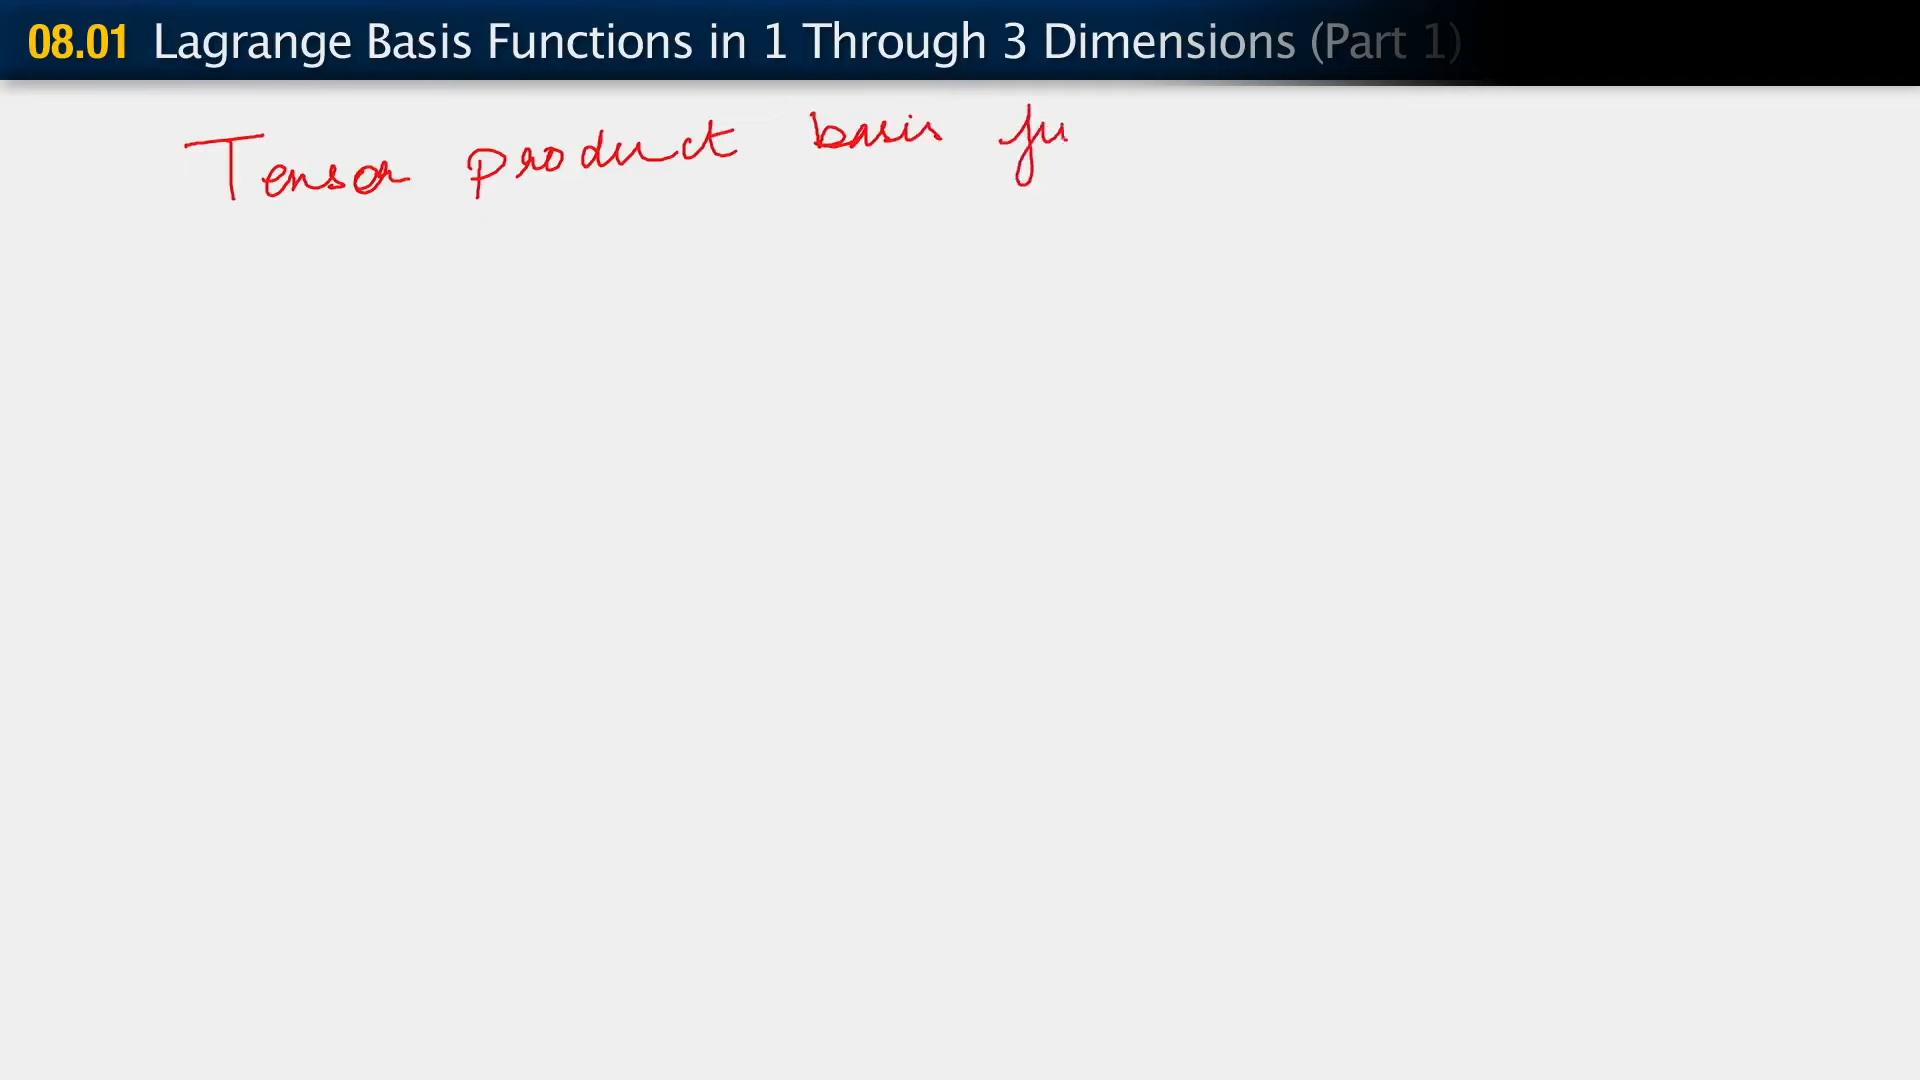 08.01 Lagrange Basis Functions in 1 Through 3 Dimensions (Part 1)
Tensor product basis fu